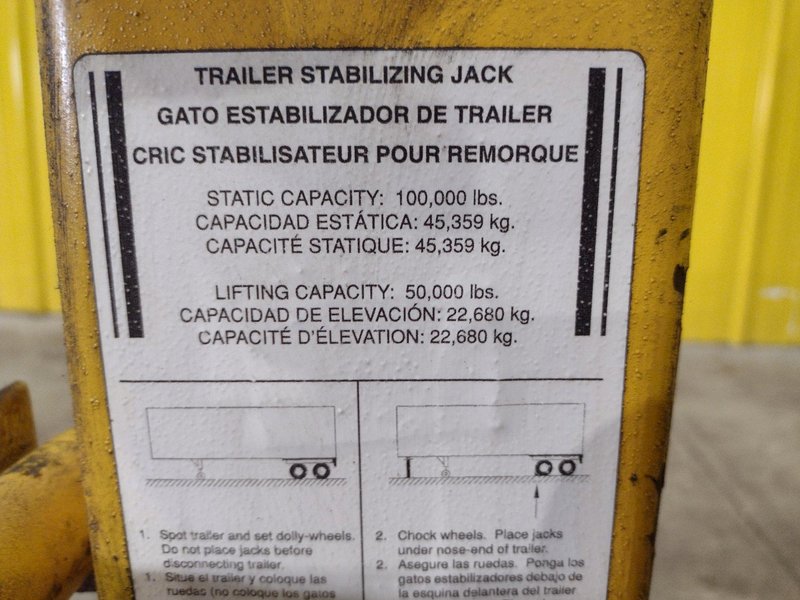 TRAILER STABILIZING JACK
GATO ESTABILIZADOR DE TRAILER
CRIC STABILISATEUR POUR REMORQUE
STATIC CAPACITY: 100,000 lbs.
CAPACIDAD ESTÁTICA: 45,359 kg.
CAPACITÉ STATIQUE: 45,359 kg.
LIFTING CAPACITY: 50,000 lbs.
CAPACIDAD DE ELEVACIÓN: 22,680 kg.
CAPACITÉ D'ÉLEVATION: 22,680 kg.
1. Spot trailer and set dolly-wheels.
Do not place jacks before
disconnecting trailer.
1. Situe el trailer y coloque las
ruedas (no coloque los gatos
2. Chock wheels. Place jacks
under nose-end of trailer.
2. Asegure las ruedas. Ponga los
gatos estabilizadores debajo de
la esquina delantera del trailer